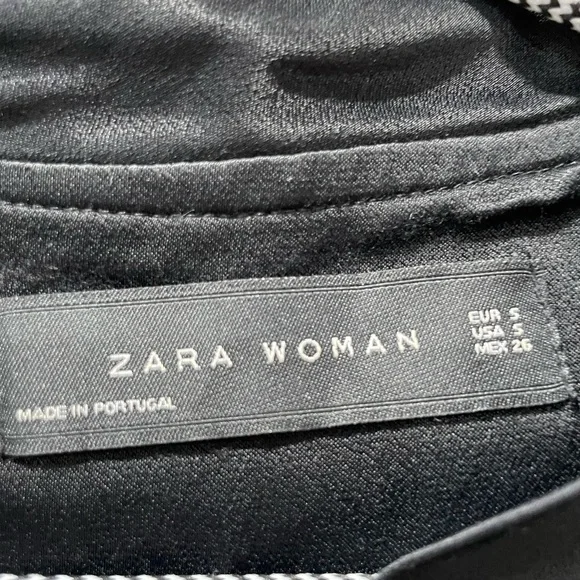 ZARA WOMAN
EUR S
USA S
MEX 26
MADE IN PORTUGAL